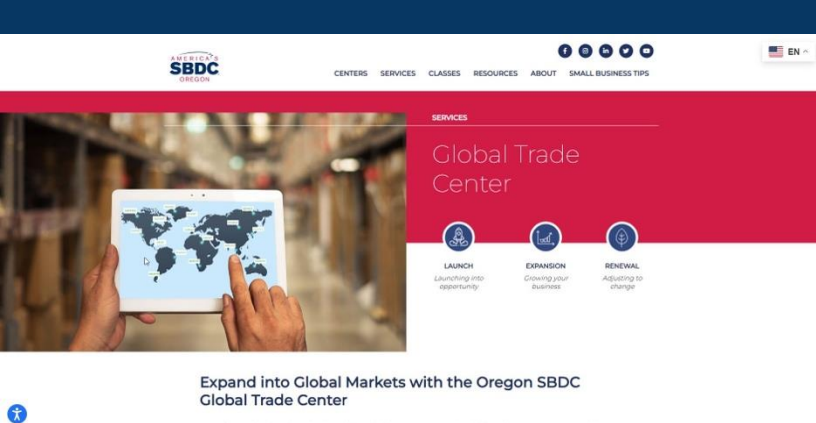 AMERICA'S
SBDC
OREGON
CENTERS SERVICES CLASSES RESOURCES ABOUT SMALL BUSINESS TIPS
EN
SERVICES
Global Trade
Center
LAUNCH
Launching into
opportunity
EXPANSION
Growing your
business
RENEWAL
Adjusting to
change
Expand into Global Markets with the Oregon SBDC
Global Trade Center